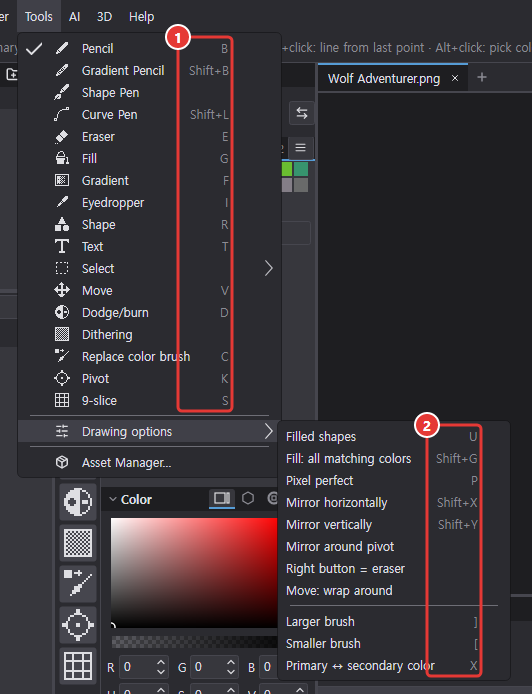 er Tools AI 3D Help
1
+click: line from last point · Alt+click: pick col
Pencil B
Gradient Pencil Shift+B
Shape Pen
Curve Pen Shift+L
Eraser E
Fill G
Gradient F
Eyedropper I
Shape R
Text T
Select
Move V
Dodge/burn D
Dithering
Replace color brush C
Pivot K
9-slice S
Drawing options
Asset Manager...
Wolf Adventurer.png × +
2
Filled shapes U
Fill: all matching colors Shift+G
Pixel perfect P
Mirror horizontally Shift+X
Mirror vertically Shift+Y
Mirror around pivot
Right button = eraser
Move: wrap around
Larger brush ]
Smaller brush [
Primary ↔ secondary color X
Color
R 0 G 0 B 0
H 0 S 0 V 0